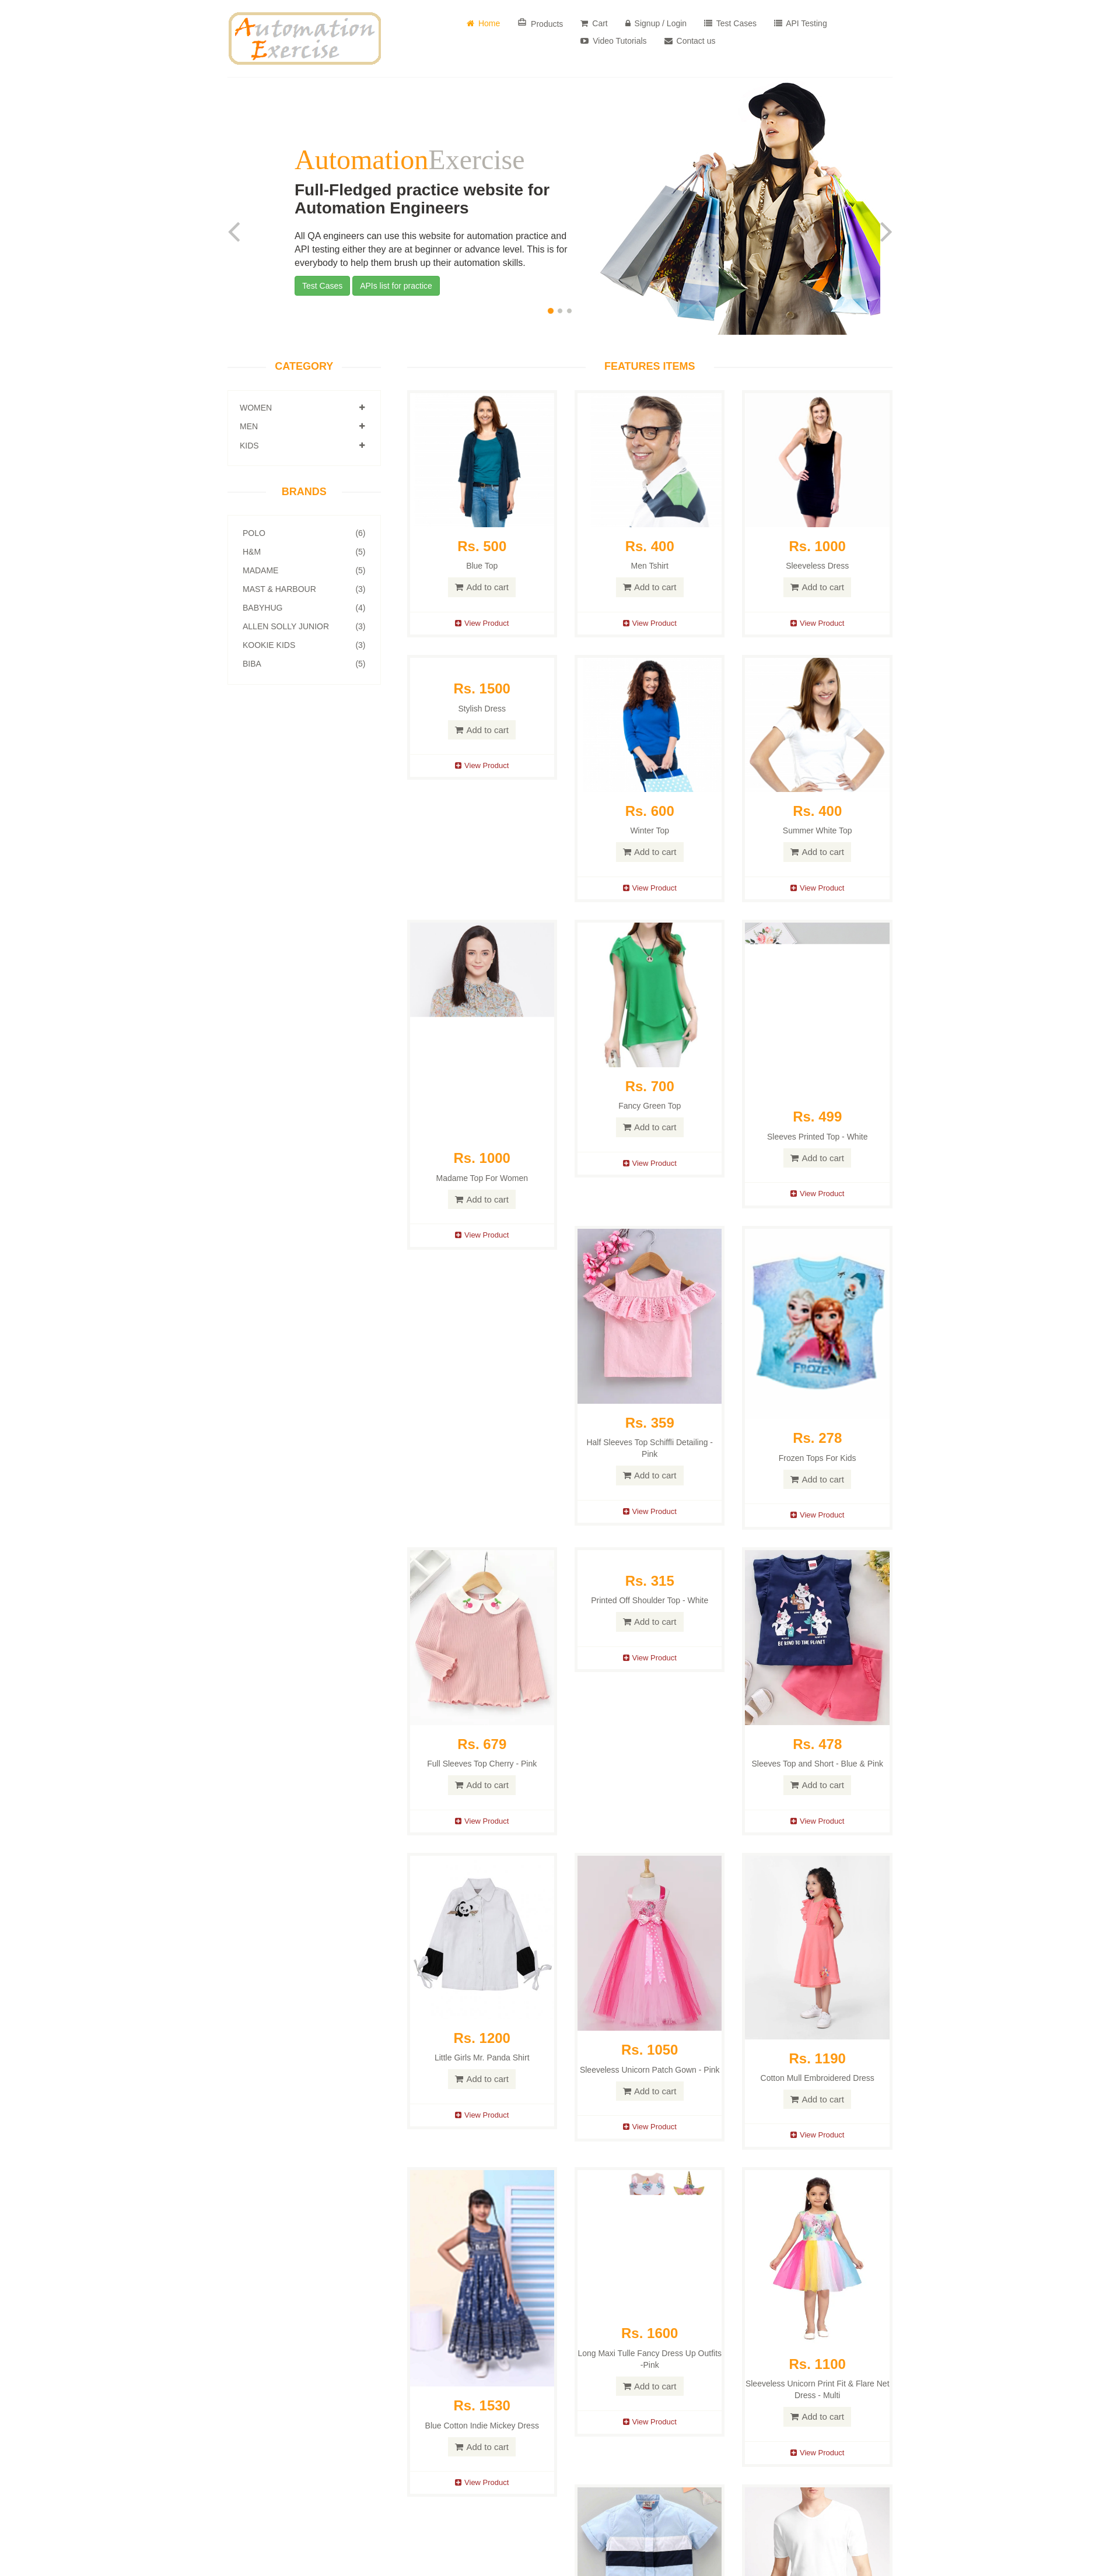 Automation
Exercise
Home
Products
Cart
Signup / Login
Test Cases
API Testing
Video Tutorials
Contact us
AutomationExercise
Full-Fledged practice website for
Automation Engineers
All QA engineers can use this website for automation practice and
API testing either they are at beginner or advance level. This is for
everybody to help them brush up their automation skills.
Test Cases
APIs list for practice
CATEGORY
WOMEN
MEN
KIDS
BRANDS
POLO (6)
H&M (5)
MADAME (5)
MAST & HARBOUR (3)
BABYHUG (4)
ALLEN SOLLY JUNIOR (3)
KOOKIE KIDS (3)
BIBA (5)
FEATURES ITEMS
Rs. 500
Blue Top
Add to cart
View Product
Rs. 400
Men Tshirt
Add to cart
View Product
Rs. 1000
Sleeveless Dress
Add to cart
View Product
Rs. 1500
Stylish Dress
Add to cart
View Product
Rs. 600
Winter Top
Add to cart
View Product
Rs. 400
Summer White Top
Add to cart
View Product
Rs. 1000
Madame Top For Women
Add to cart
View Product
Rs. 700
Fancy Green Top
Add to cart
View Product
Rs. 499
Sleeves Printed Top - White
Add to cart
View Product
Rs. 359
Half Sleeves Top Schiffli Detailing -
Pink
Add to cart
View Product
FROZEN
Rs. 278
Frozen Tops For Kids
Add to cart
View Product
Rs. 679
Full Sleeves Top Cherry - Pink
Add to cart
View Product
Rs. 315
Printed Off Shoulder Top - White
Add to cart
View Product
BE KIND TO THE PLANET
Rs. 478
Sleeves Top and Short - Blue & Pink
Add to cart
View Product
Rs. 1200
Little Girls Mr. Panda Shirt
Add to cart
View Product
Rs. 1050
Sleeveless Unicorn Patch Gown - Pink
Add to cart
View Product
Rs. 1190
Cotton Mull Embroidered Dress
Add to cart
View Product
Rs. 1530
Blue Cotton Indie Mickey Dress
Add to cart
View Product
Rs. 1600
Long Maxi Tulle Fancy Dress Up Outfits
-Pink
Add to cart
View Product
Rs. 1100
Sleeveless Unicorn Print Fit & Flare Net
Dress - Multi
Add to cart
View Product